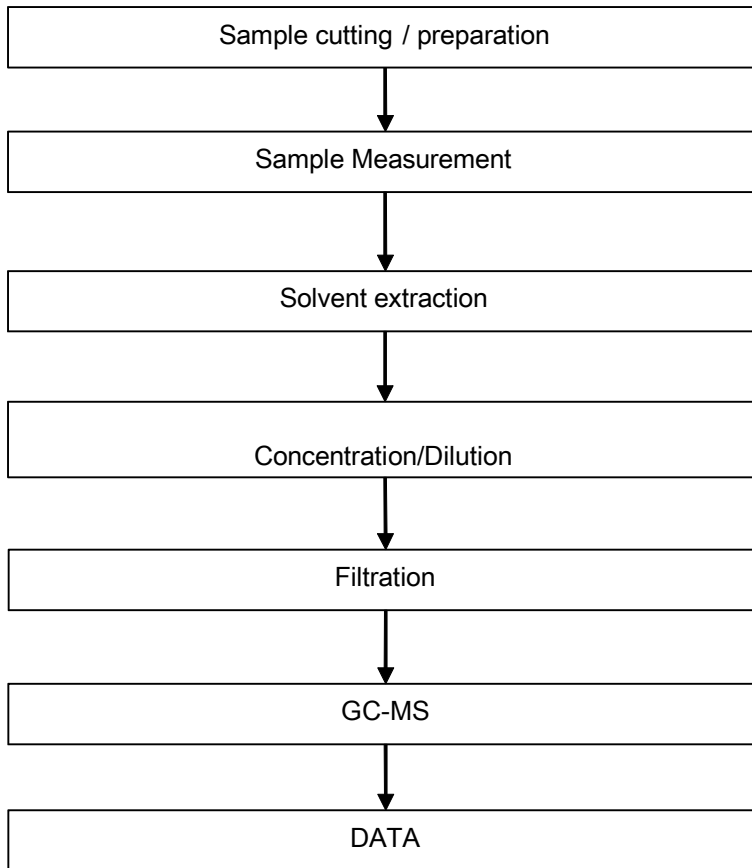 Sample cutting / preparation
Sample Measurement
Solvent extraction
Concentration/Dilution
Filtration
GC-MS
DATA